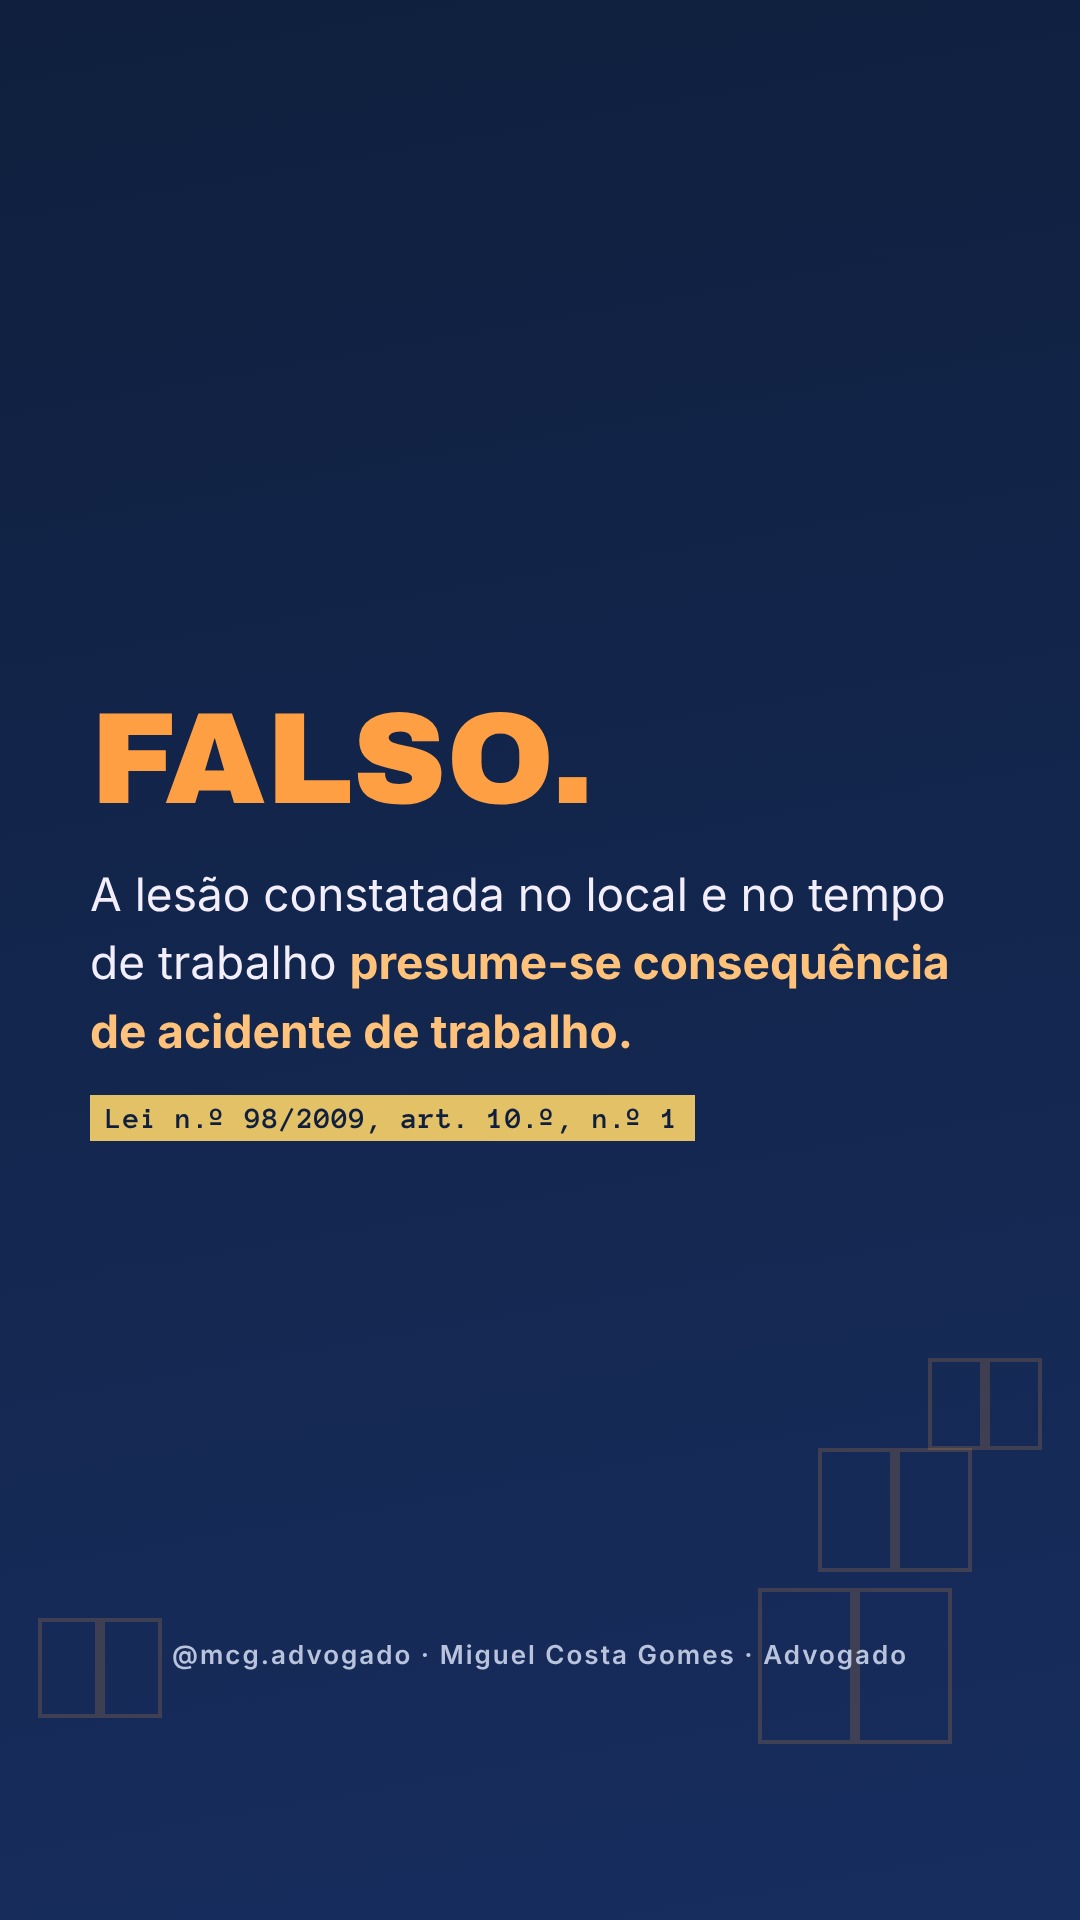 FALSO.
A lesão constatada no local e no tempo
de trabalho presume-se consequência
de acidente de trabalho.
Lei n.º 98/2009, art. 10.º, n.º 1
@mcg.advogado · Miguel Costa Gomes · Advogado